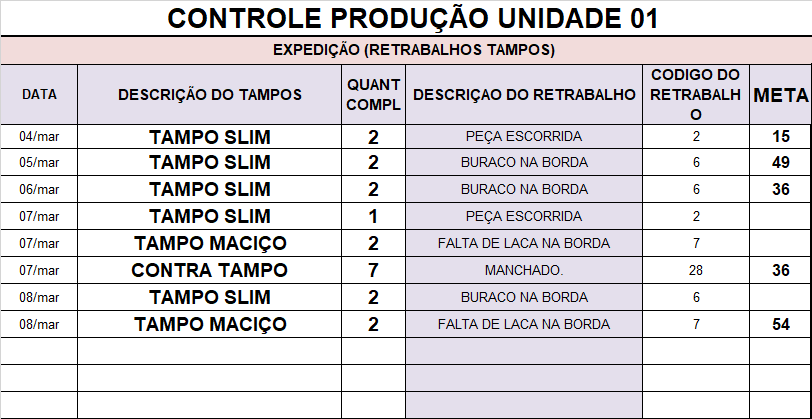 CONTROLE PRODUÇÃO UNIDADE 01
EXPEDIÇÃO (RETRABALHOS TAMPOS)
DATA DESCRIÇÃO DO TAMPOS QUANT COMPL DESCRIÇAO DO RETRABALHO CODIGO DO RETRABALHO META
04/mar TAMPO SLIM 2 PEÇA ESCORRIDA 2 15
05/mar TAMPO SLIM 2 BURACO NA BORDA 6 49
06/mar TAMPO SLIM 2 BURACO NA BORDA 6 36
07/mar TAMPO SLIM 1 PEÇA ESCORRIDA 2
07/mar TAMPO MACIÇO 2 FALTA DE LACA NA BORDA 7
07/mar CONTRA TAMPO 7 MANCHADO. 28 36
08/mar TAMPO SLIM 2 BURACO NA BORDA 6
08/mar TAMPO MACIÇO 2 FALTA DE LACA NA BORDA 7 54